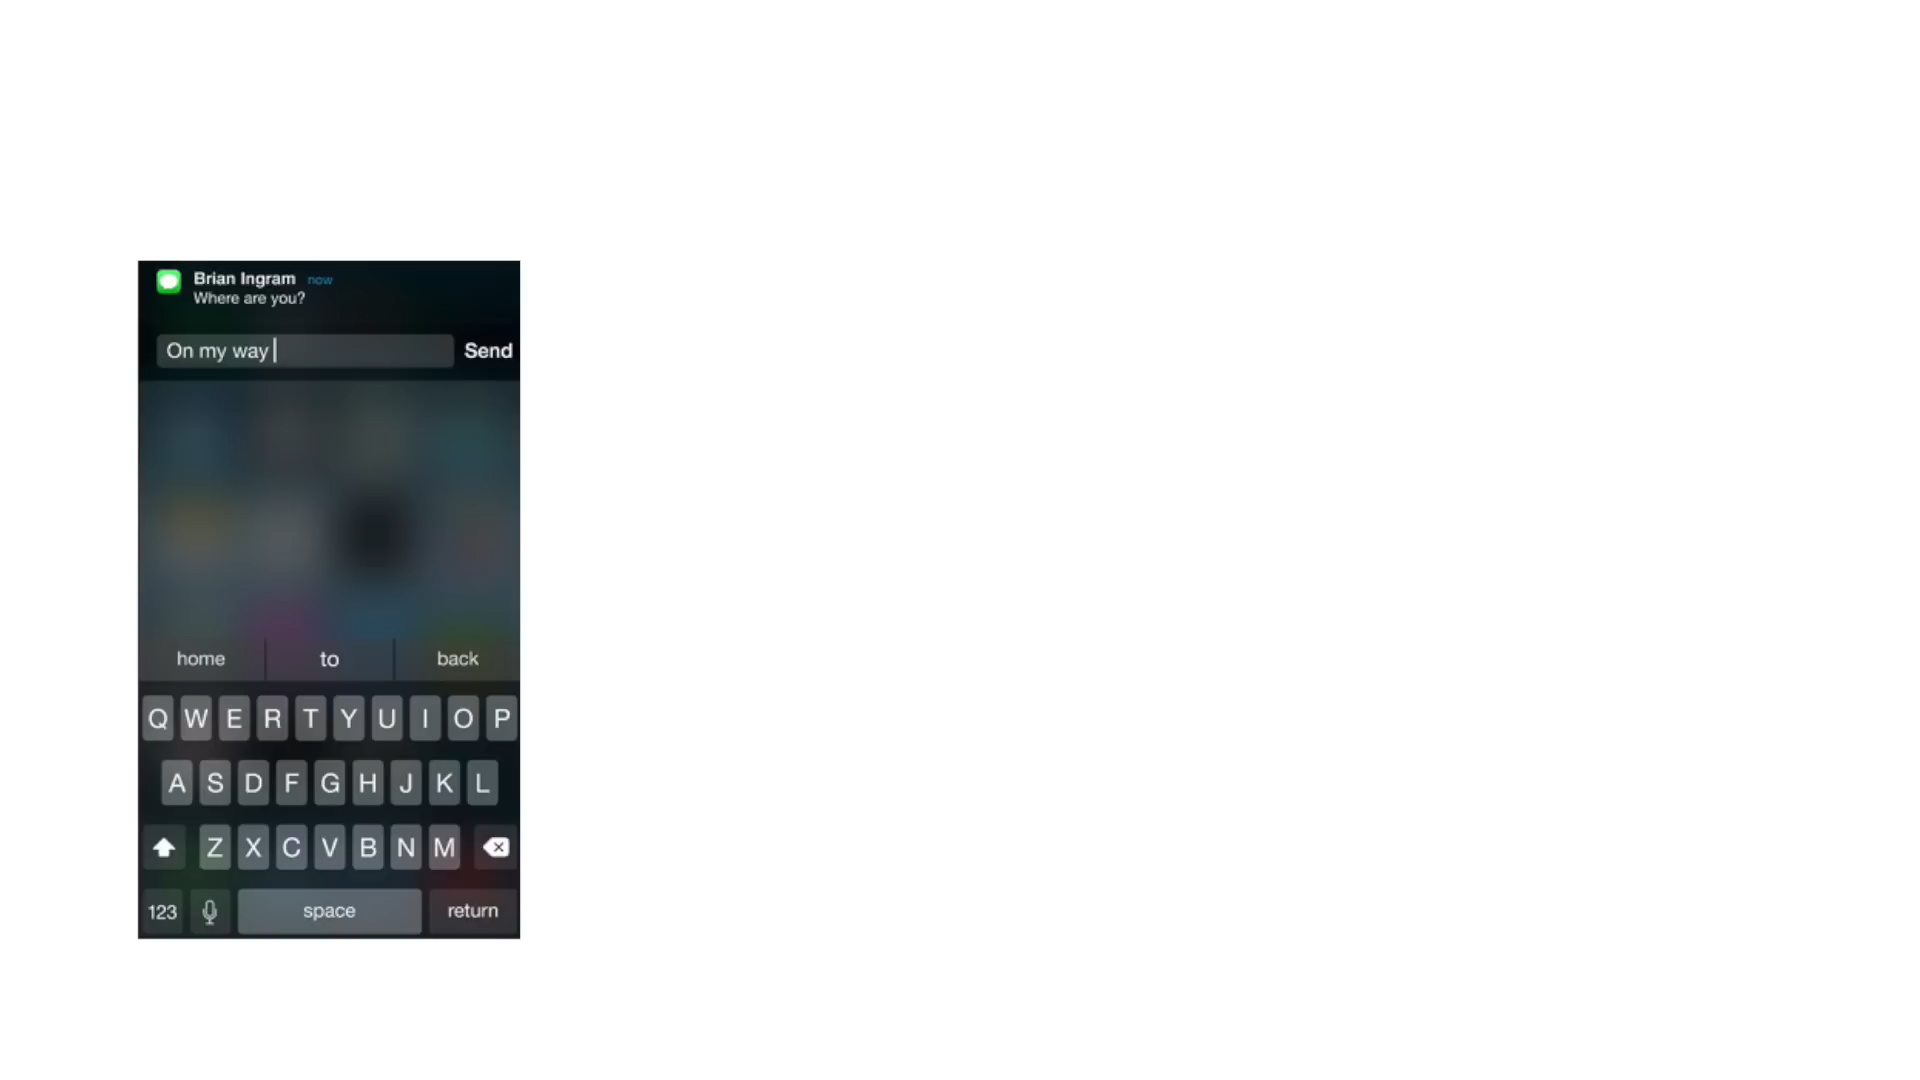 Brian Ingram now
Where are you?
On my way
Send
home to back
Q W E R T Y U I O P
A S D F G H J K L
Z X C V B N M
123 space return